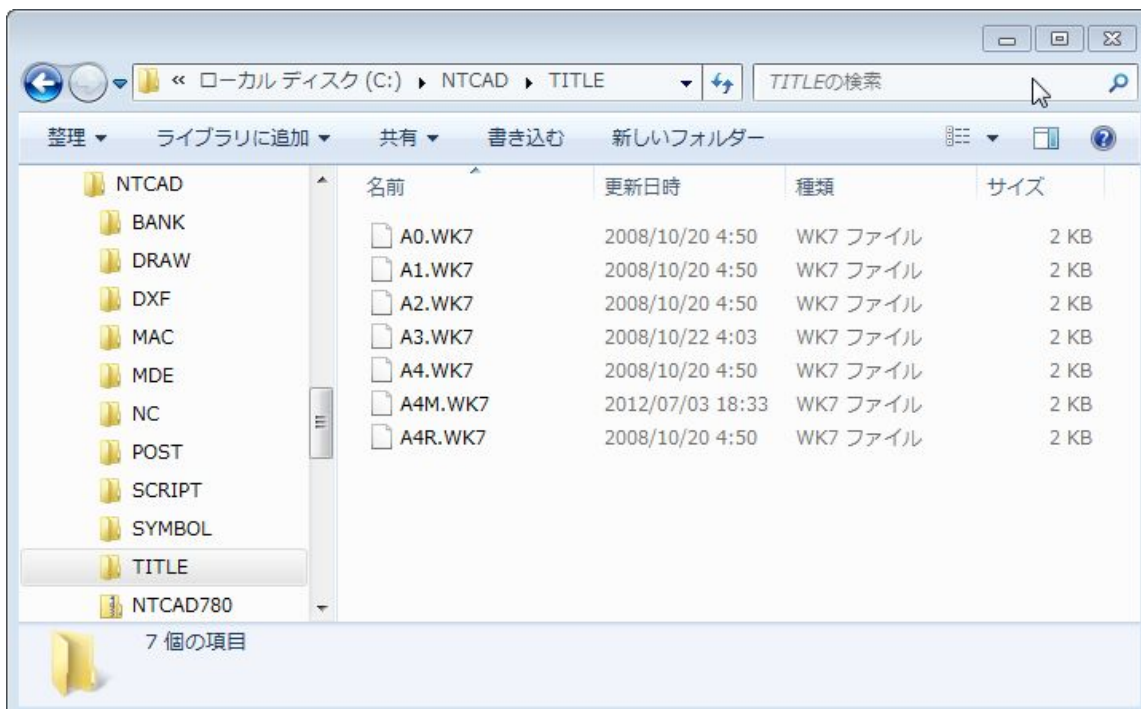 « ローカル ディスク (C:) ▸ NTCAD ▸ TITLE
TITLEの検索
整理 ▼ ライブラリに追加 ▼ 共有 ▼ 書き込む 新しいフォルダー
NTCAD
BANK
DRAW
DXF
MAC
MDE
NC
POST
SCRIPT
SYMBOL
TITLE
NTCAD780
名前 更新日時 種類 サイズ
A0.WK7 2008/10/20 4:50 WK7 ファイル 2 KB
A1.WK7 2008/10/20 4:50 WK7 ファイル 2 KB
A2.WK7 2008/10/20 4:50 WK7 ファイル 2 KB
A3.WK7 2008/10/22 4:03 WK7 ファイル 2 KB
A4.WK7 2008/10/20 4:50 WK7 ファイル 2 KB
A4M.WK7 2012/07/03 18:33 WK7 ファイル 2 KB
A4R.WK7 2008/10/20 4:50 WK7 ファイル 2 KB
7 個の項目